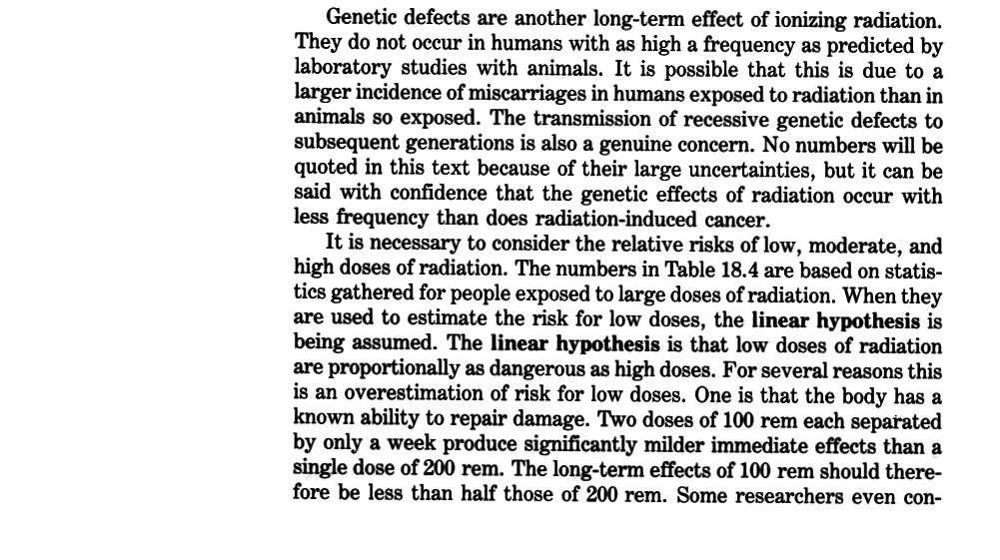 Genetic defects are another long-term effect of ionizing radiation.
They do not occur in humans with as high a frequency as predicted by
laboratory studies with animals. It is possible that this is due to a
larger incidence of miscarriages in humans exposed to radiation than in
animals so exposed. The transmission of recessive genetic defects to
subsequent generations is also a genuine concern. No numbers will be
quoted in this text because of their large uncertainties, but it can be
said with confidence that the genetic effects of radiation occur with
less frequency than does radiation-induced cancer.
It is necessary to consider the relative risks of low, moderate, and
high doses of radiation. The numbers in Table 18.4 are based on statis-
tics gathered for people exposed to large doses of radiation. When they
are used to estimate the risk for low doses, the linear hypothesis is
being assumed. The linear hypothesis is that low doses of radiation
are proportionally as dangerous as high doses. For several reasons this
is an overestimation of risk for low doses. One is that the body has a
known ability to repair damage. Two doses of 100 rem each separated
by only a week produce significantly milder immediate effects than a
single dose of 200 rem. The long-term effects of 100 rem should there-
fore be less than half those of 200 rem. Some researchers even con-